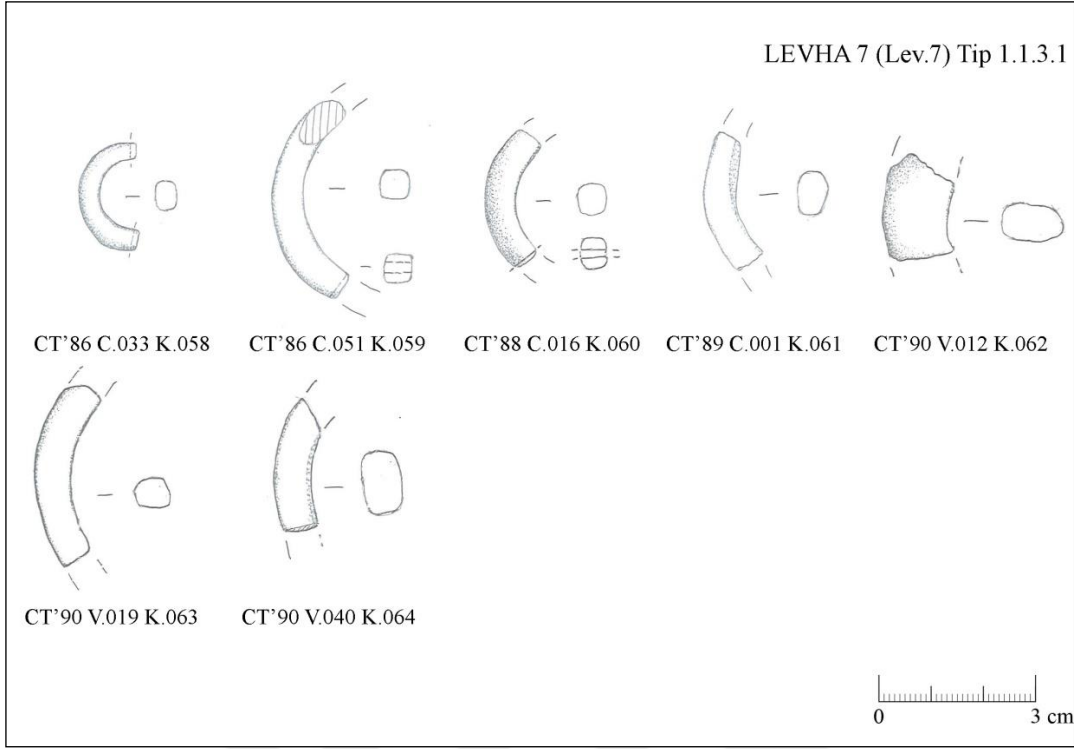 LEVHA 7 (Lev.7) Tip 1.1.3.1
CT’86 C.033 K.058
CT’86 C.051 K.059
CT’88 C.016 K.060
CT’89 C.001 K.061
CT’90 V.012 K.062
CT’90 V.019 K.063
CT’90 V.040 K.064
0 3 cm